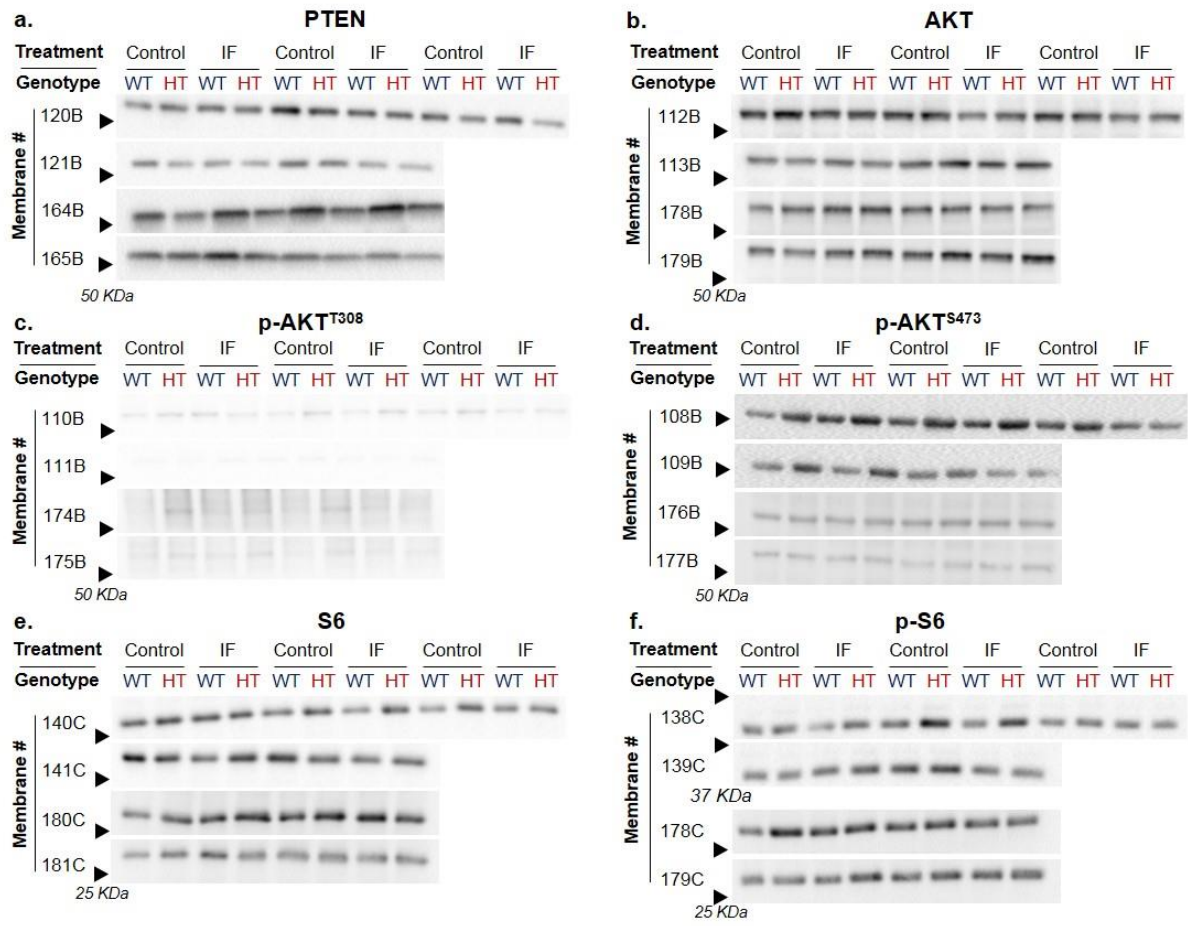 a. PTEN
Treatment Control IF Control IF Control IF
Genotype WT HT WT HT WT HT WT HT WT HT WT HT
Membrane #
120B
121B
164B
165B
50 KDa
b. AKT
Treatment Control IF Control IF Control IF
Genotype WT HT WT HT WT HT WT HT WT HT WT HT
Membrane #
112B
113B
178B
179B
50 KDa
c. p-AKTT308
Treatment Control IF Control IF Control IF
Genotype WT HT WT HT WT HT WT HT WT HT WT HT
Membrane #
110B
111B
174B
175B
50 KDa
d. p-AKTS473
Treatment Control IF Control IF Control IF
Genotype WT HT WT HT WT HT WT HT WT HT WT HT
Membrane #
108B
109B
176B
177B
50 KDa
e. S6
Treatment Control IF Control IF Control IF
Genotype WT HT WT HT WT HT WT HT WT HT WT HT
Membrane #
140C
141C
180C
181C
25 KDa
f. p-S6
Treatment Control IF Control IF Control IF
Genotype WT HT WT HT WT HT WT HT WT HT WT HT
Membrane #
138C
139C
37 KDa
178C
179C
25 KDa